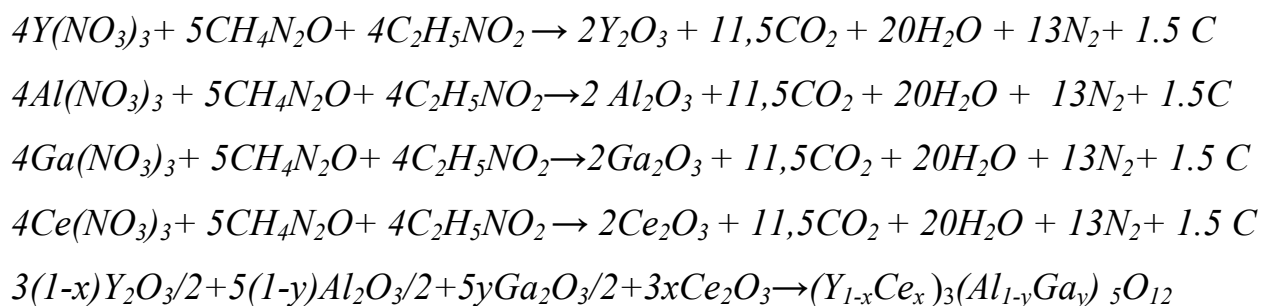 4Y(NO₃)₃+ 5CH₄N₂O+ 4C₂H₅NO₂→ 2Y₂O₃ + 11,5CO₂ + 20H₂O + 13N₂+ 1.5 C
4Al(NO₃)₃ + 5CH₄N₂O+ 4C₂H₅NO₂→2 Al₂O₃ +11,5CO₂ + 20H₂O + 13N₂+ 1.5C
4Ga(NO₃)₃+ 5CH₄N₂O+ 4C₂H₅NO₂→2Ga₂O₃ + 11,5CO₂ + 20H₂O + 13N₂+ 1.5 C
4Ce(NO₃)₃+ 5CH₄N₂O+ 4C₂H₅NO₂→ 2Ce₂O₃ + 11,5CO₂ + 20H₂O + 13N₂+ 1.5 C
3(1-x)Y₂O₃/2+5(1-y)Al₂O₃/2+5yGa₂O₃/2+3xCe₂O₃→(Y₁₋ₓCeₓ)₃(Al₁₋ᵧGaᵧ) ₅O₁₂